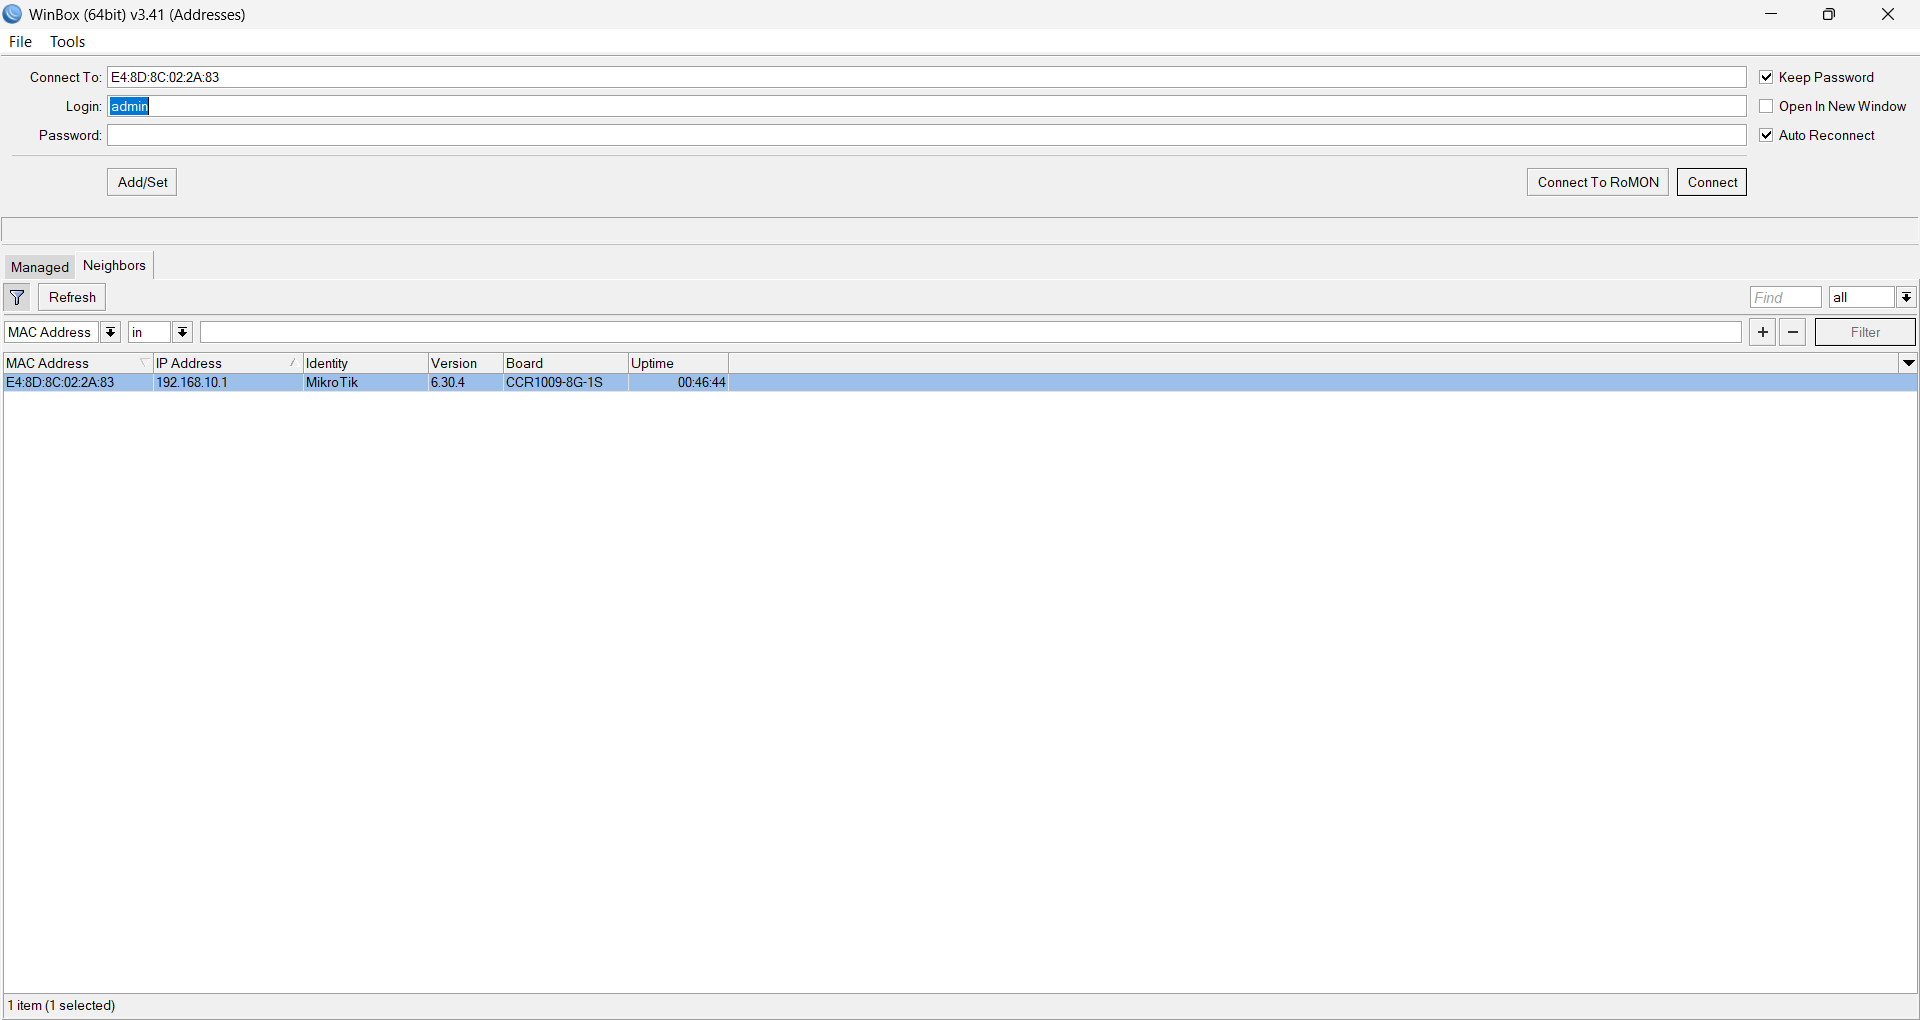 WinBox (64bit) v3.41 (Addresses)
File Tools
Connect To: E4:8D:8C:02:2A:83 Keep Password
Login: admin Open In New Window
Password: Auto Reconnect
Add/Set Connect To RoMON Connect
Managed Neighbors
Refresh Find all
MAC Address in + − Filter
MAC Address IP Address Identity Version Board Uptime
E4:8D:8C:02:2A:83 192.168.10.1 MikroTik 6.30.4 CCR1009-8G-1S 00:46:44
1 item (1 selected)